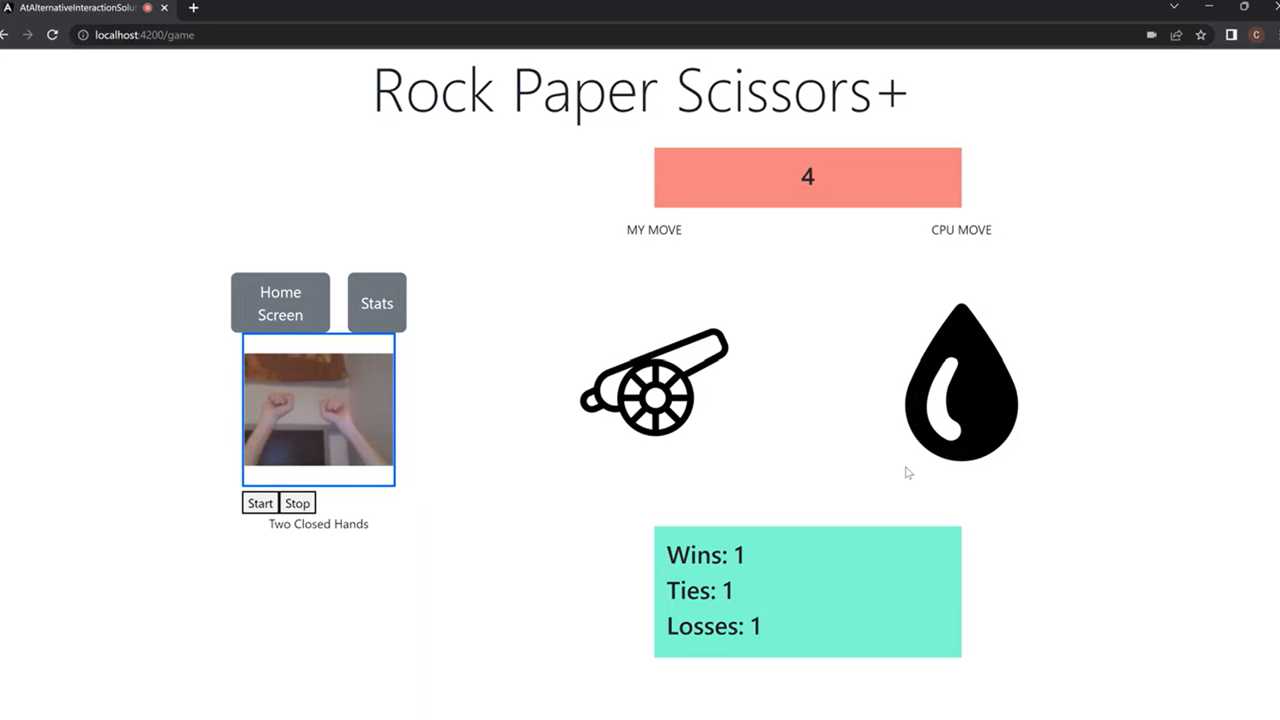 AtAlternativeInteractionSolu
localhost:4200/game
C
Rock Paper Scissors+
4
MY MOVE
CPU MOVE
Home
Screen
Stats
Start
Stop
Two Closed Hands
Wins: 1
Ties: 1
Losses: 1